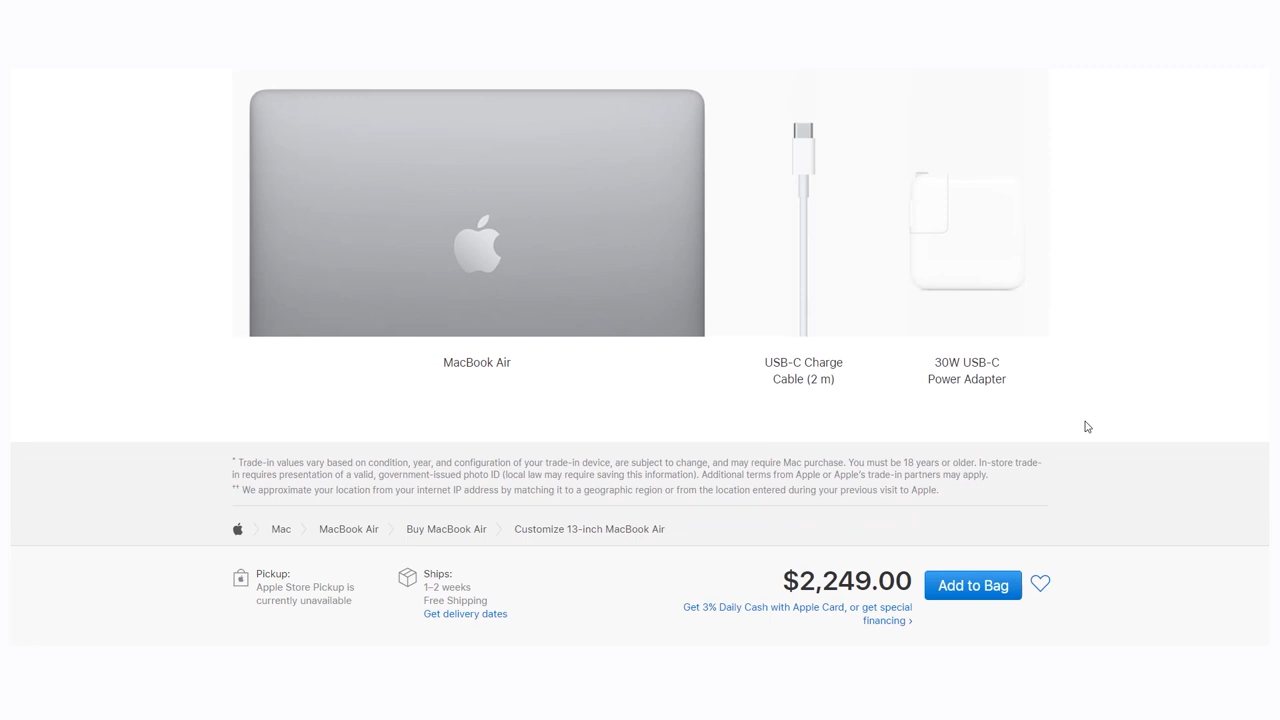 MacBook Air
USB-C Charge
Cable (2 m)
30W USB-C
Power Adapter
* Trade-in values vary based on condition, year, and configuration of your trade-in device, are subject to change, and may require Mac purchase. You must be 18 years or older. In-store trade-
in requires presentation of a valid, government-issued photo ID (local law may require saving this information). Additional terms from Apple or Apple's trade-in partners may apply.
** We approximate your location from your internet IP address by matching it to a geographic region or from the location entered during your previous visit to Apple.
Mac MacBook Air Buy MacBook Air Customize 13-inch MacBook Air
Pickup:
Apple Store Pickup is
currently unavailable
Ships:
1–2 weeks
Free Shipping
Get delivery dates
$2,249.00
Get 3% Daily Cash with Apple Card, or get special
financing ›
Add to Bag